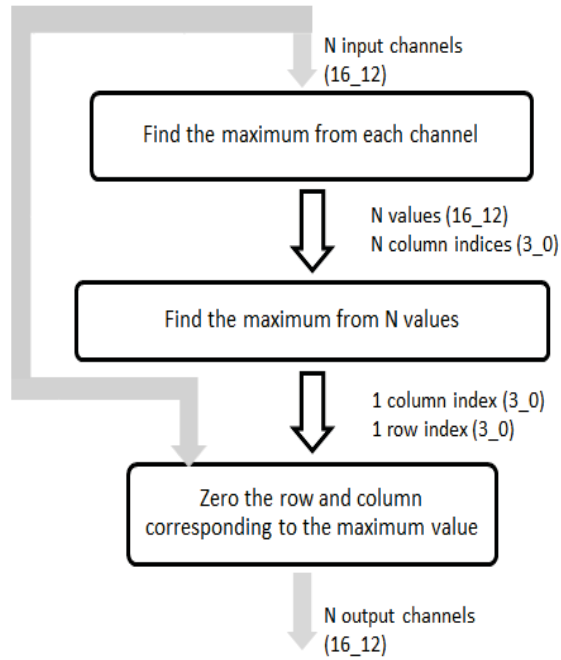 N input channels
(16_12)
Find the maximum from each channel
N values (16_12)
N column indices (3_0)
Find the maximum from N values
1 column index (3_0)
1 row index (3_0)
Zero the row and column
corresponding to the maximum value
N output channels
(16_12)